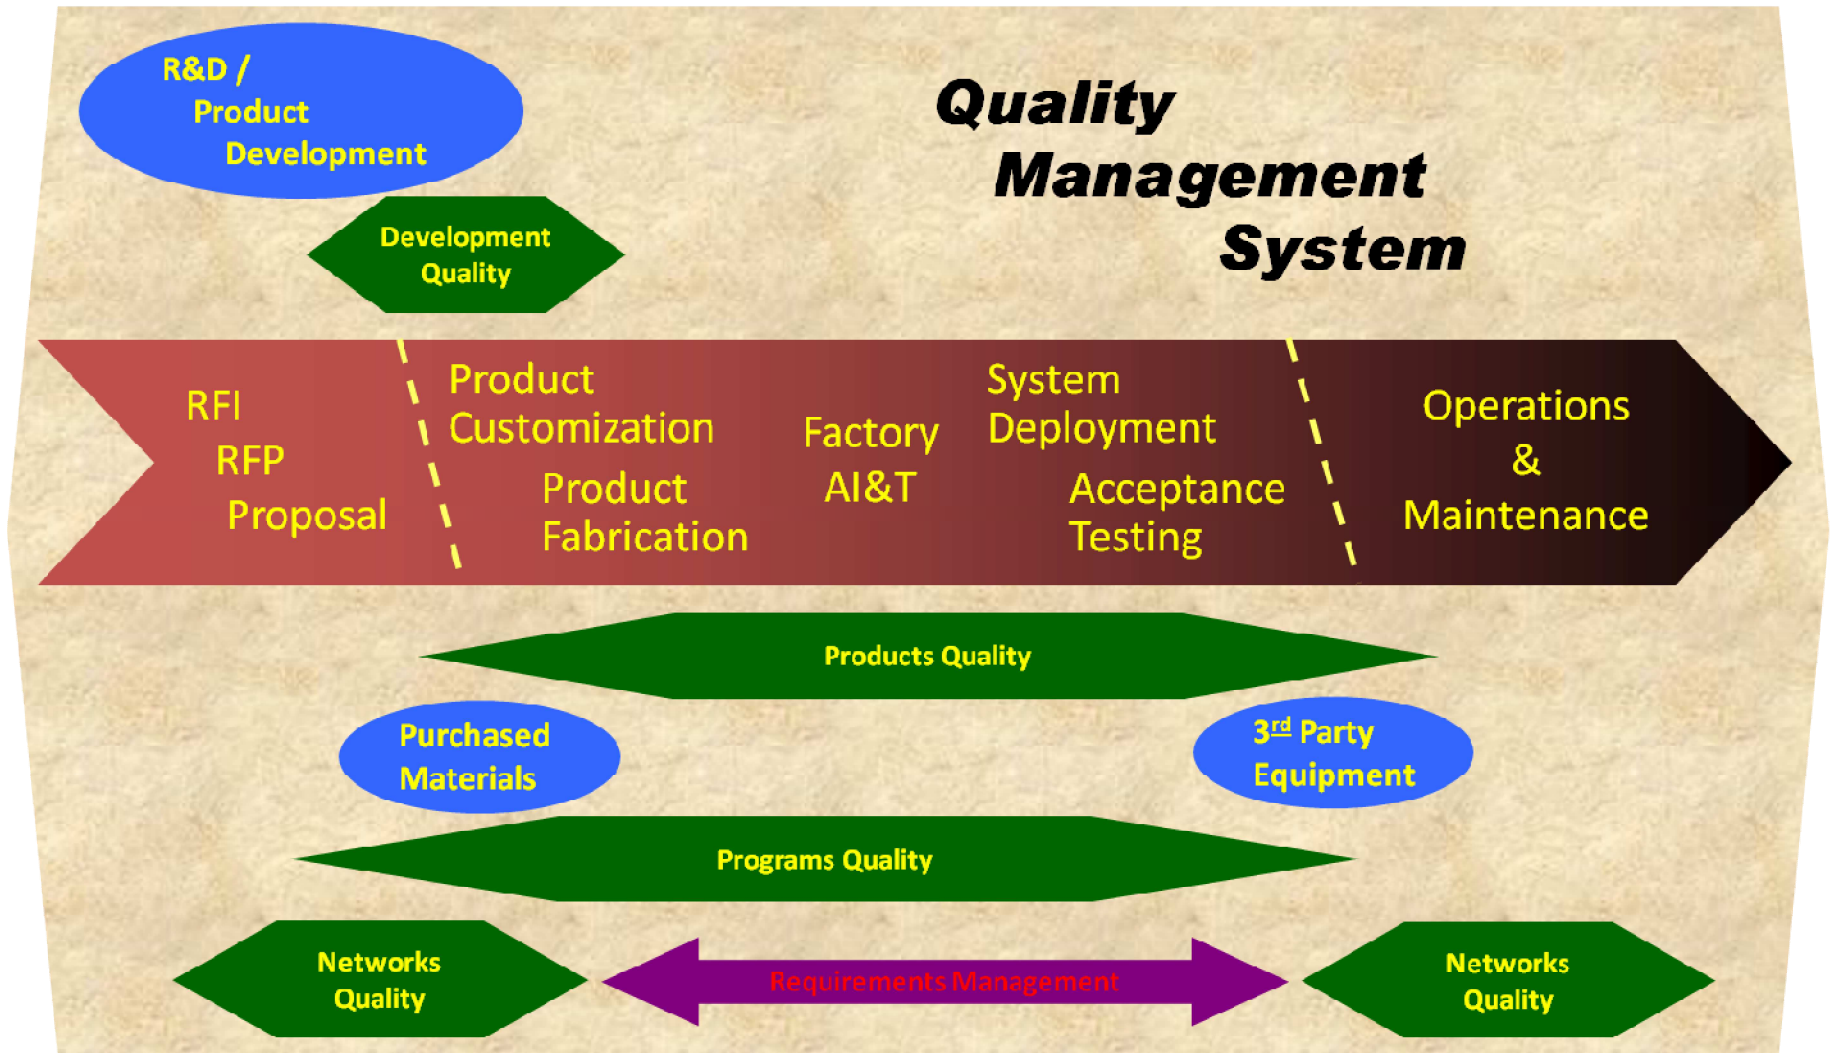 R&D /
Product
Development
Quality
Management
System
Development
Quality
RFI
RFP
Proposal
Product
Customization
Product
Fabrication
Factory
AI&T
System
Deployment
Acceptance
Testing
Operations
&
Maintenance
Products Quality
Purchased
Materials
3rd Party
Equipment
Programs Quality
Networks
Quality
Requirements Management
Networks
Quality